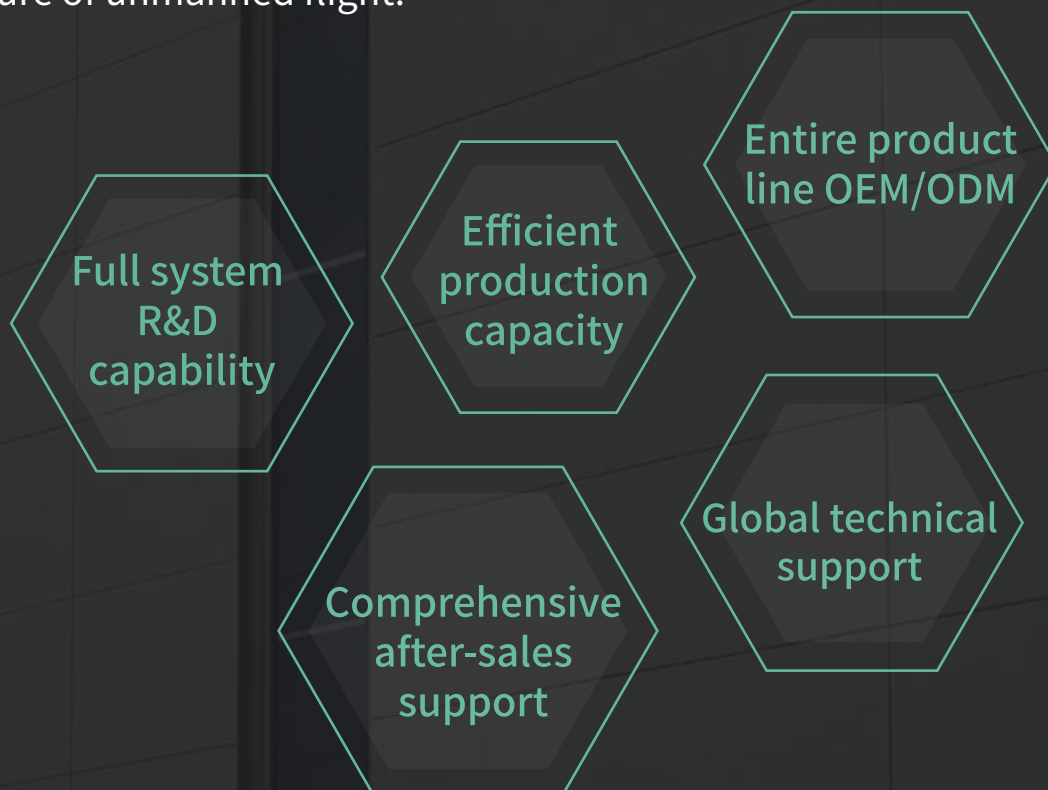 of unmanned flight.
Full system
R&D
capability
Efficient
production
capacity
Entire product
line OEM/ODM
Comprehensive
after-sales
support
Global technical
support